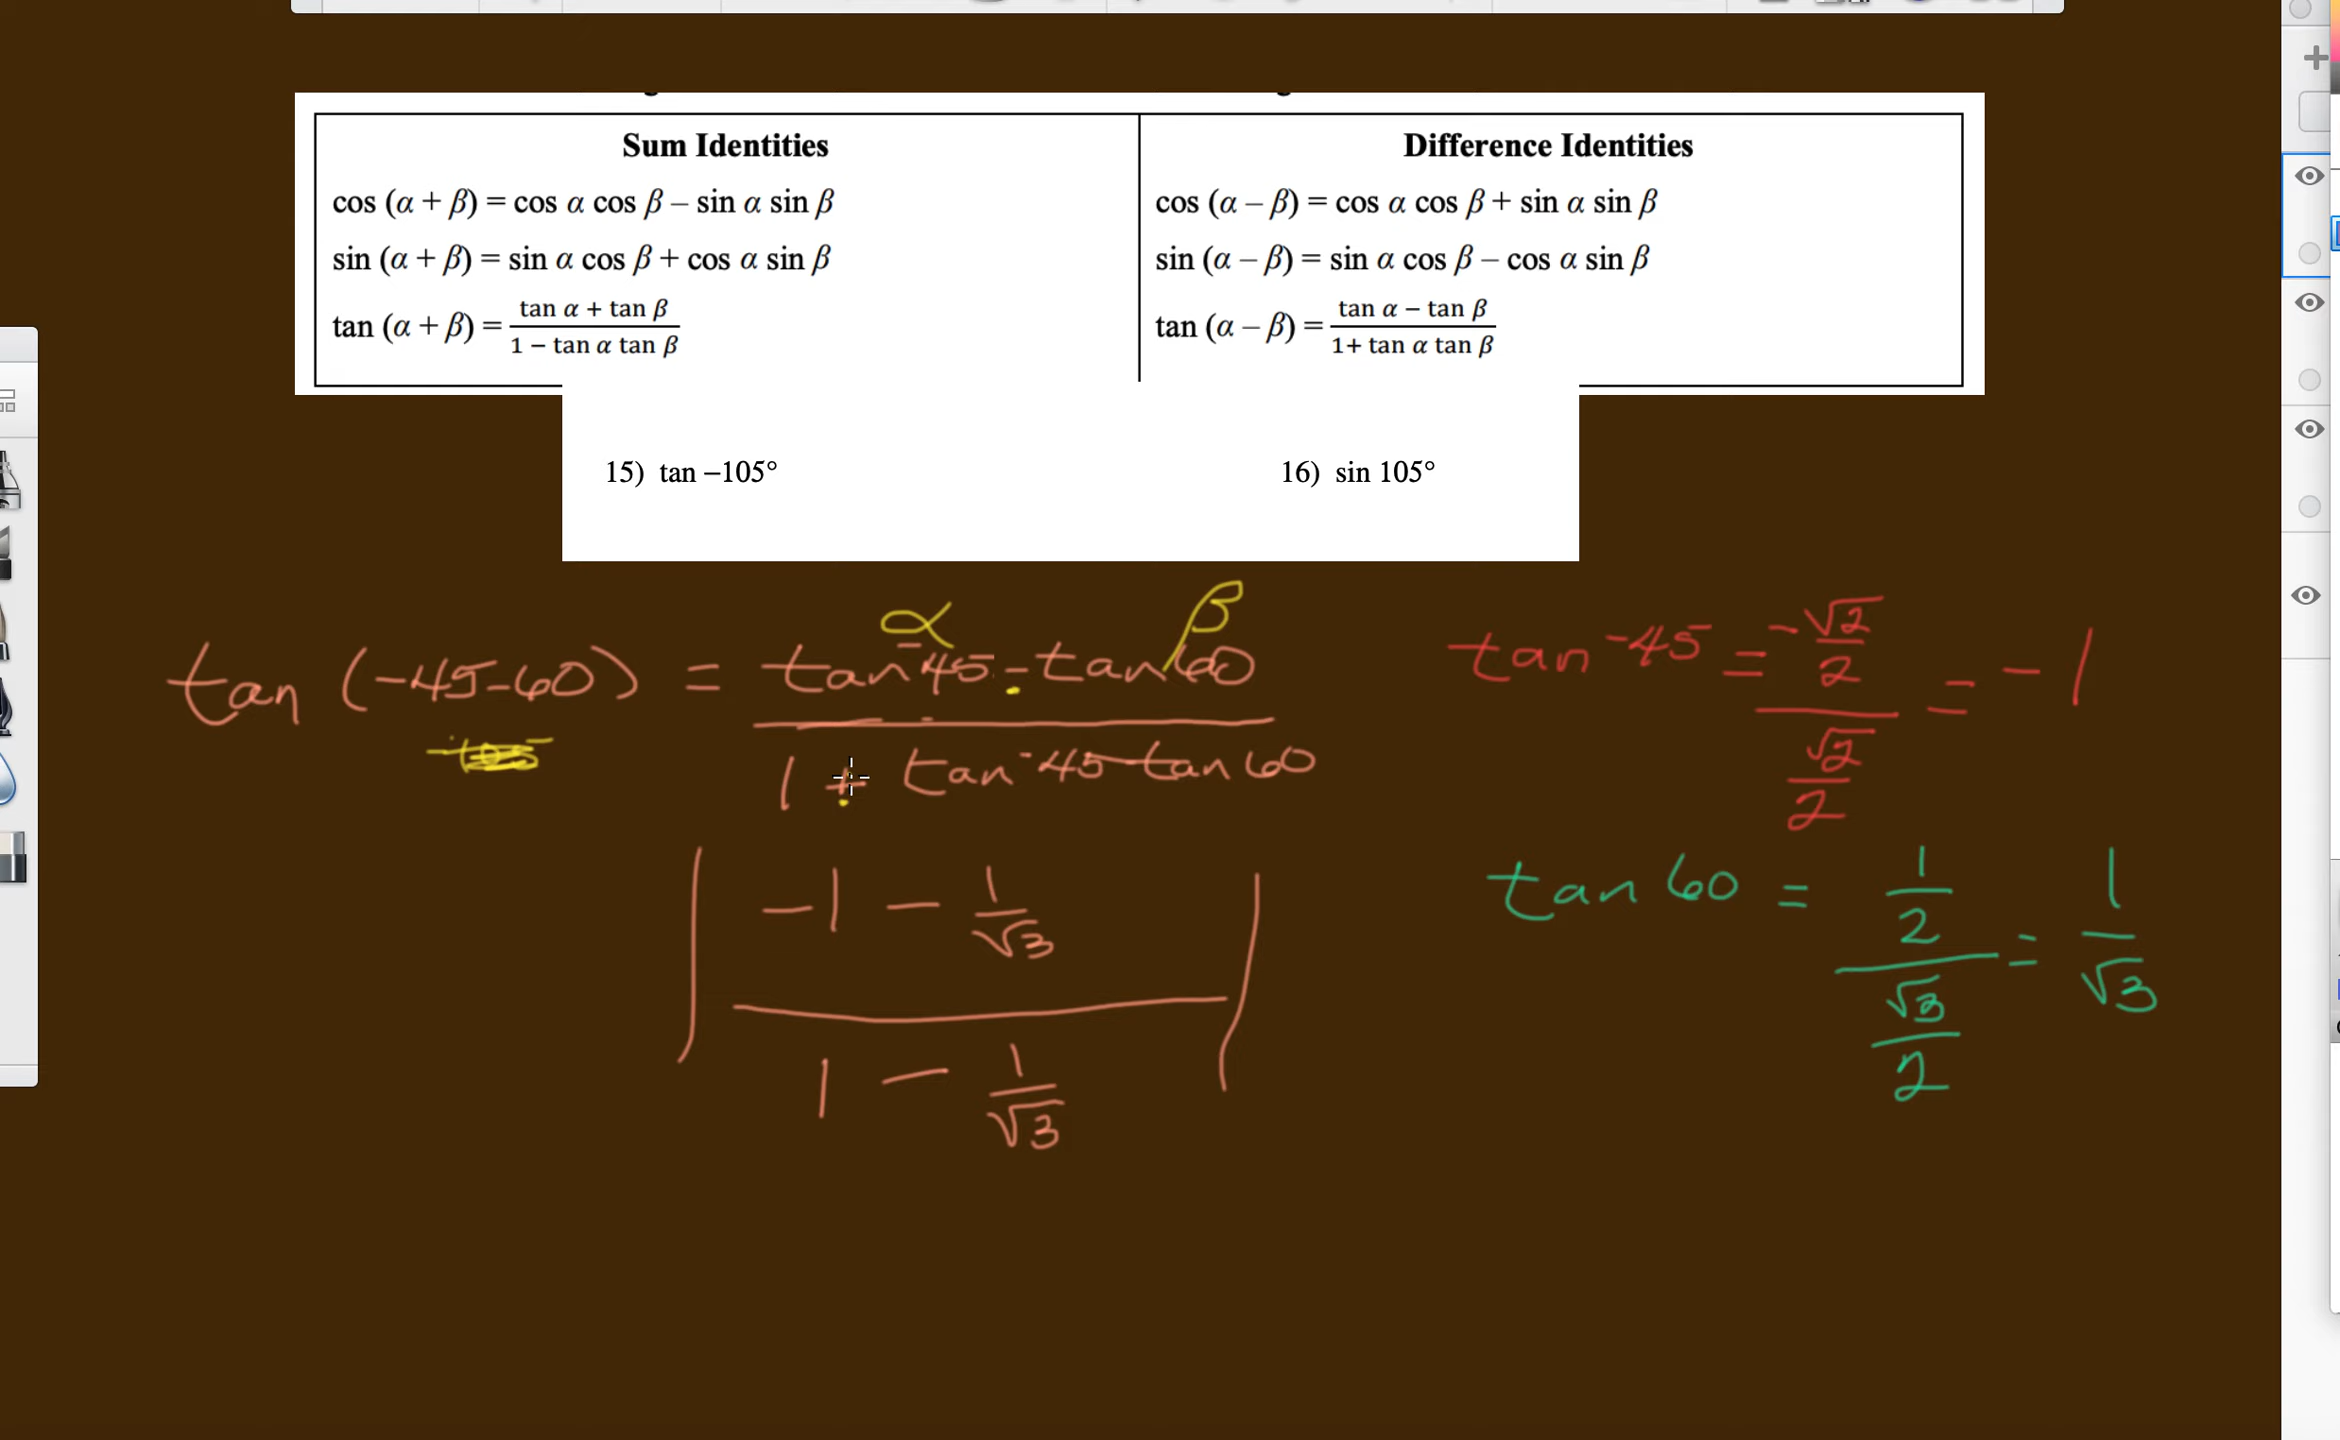 Sum Identities
cos (α + β) = cos α cos β – sin α sin β
sin (α + β) = sin α cos β + cos α sin β
tan (α + β) = (tan α + tan β)/(1 − tan α tan β)
Difference Identities
cos (α – β) = cos α cos β + sin α sin β
sin (α – β) = sin α cos β – cos α sin β
tan (α – β) = (tan α − tan β)/(1+ tan α tan β)
15) tan –105°
16) sin 105°
α β
tan (-45-60) = (tan -45 - tan 60)/(1 + tan -45 tan 60)
(-1 - 1/√3)/(1 - 1/√3)
tan -45 = (-√2/2)/(√2/2) = -1
tan 60 = (1/2)/(√3/2) = 1/√3